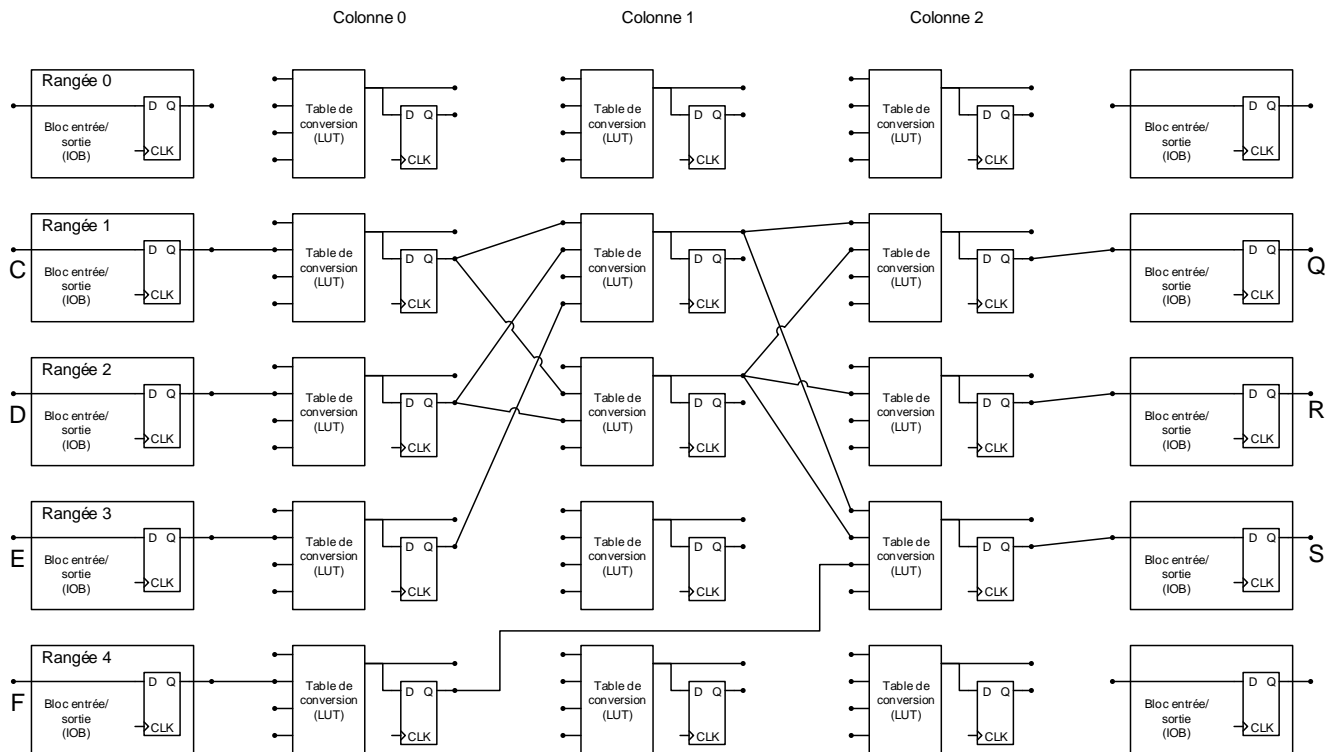 Colonne 0
Colonne 1
Colonne 2
Rangée 0
D Q
Bloc entrée/
sortie
(IOB)
CLK
Table de
conversion
(LUT)
D Q
CLK
Table de
conversion
(LUT)
D Q
CLK
Table de
conversion
(LUT)
D Q
CLK
D Q
Bloc entrée/
sortie
(IOB)
CLK
Rangée 1
C
D Q
Bloc entrée/
sortie
(IOB)
CLK
Table de
conversion
(LUT)
D Q
CLK
Table de
conversion
(LUT)
D Q
CLK
Table de
conversion
(LUT)
D Q
CLK
D Q
Bloc entrée/
sortie
(IOB)
CLK
Q
Rangée 2
D
D Q
Bloc entrée/
sortie
(IOB)
CLK
Table de
conversion
(LUT)
D Q
CLK
Table de
conversion
(LUT)
D Q
CLK
Table de
conversion
(LUT)
D Q
CLK
D Q
Bloc entrée/
sortie
(IOB)
CLK
R
Rangée 3
E
D Q
Bloc entrée/
sortie
(IOB)
CLK
Table de
conversion
(LUT)
D Q
CLK
Table de
conversion
(LUT)
D Q
CLK
Table de
conversion
(LUT)
D Q
CLK
D Q
Bloc entrée/
sortie
(IOB)
CLK
S
Rangée 4
F
D Q
Bloc entrée/
sortie
(IOB)
CLK
Table de
conversion
(LUT)
D Q
CLK
Table de
conversion
(LUT)
D Q
CLK
Table de
conversion
(LUT)
D Q
CLK
D Q
Bloc entrée/
sortie
(IOB)
CLK